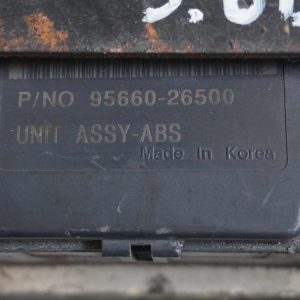 P/NO 95660-26500
UNIT ASSY-ABS
Made In Korea